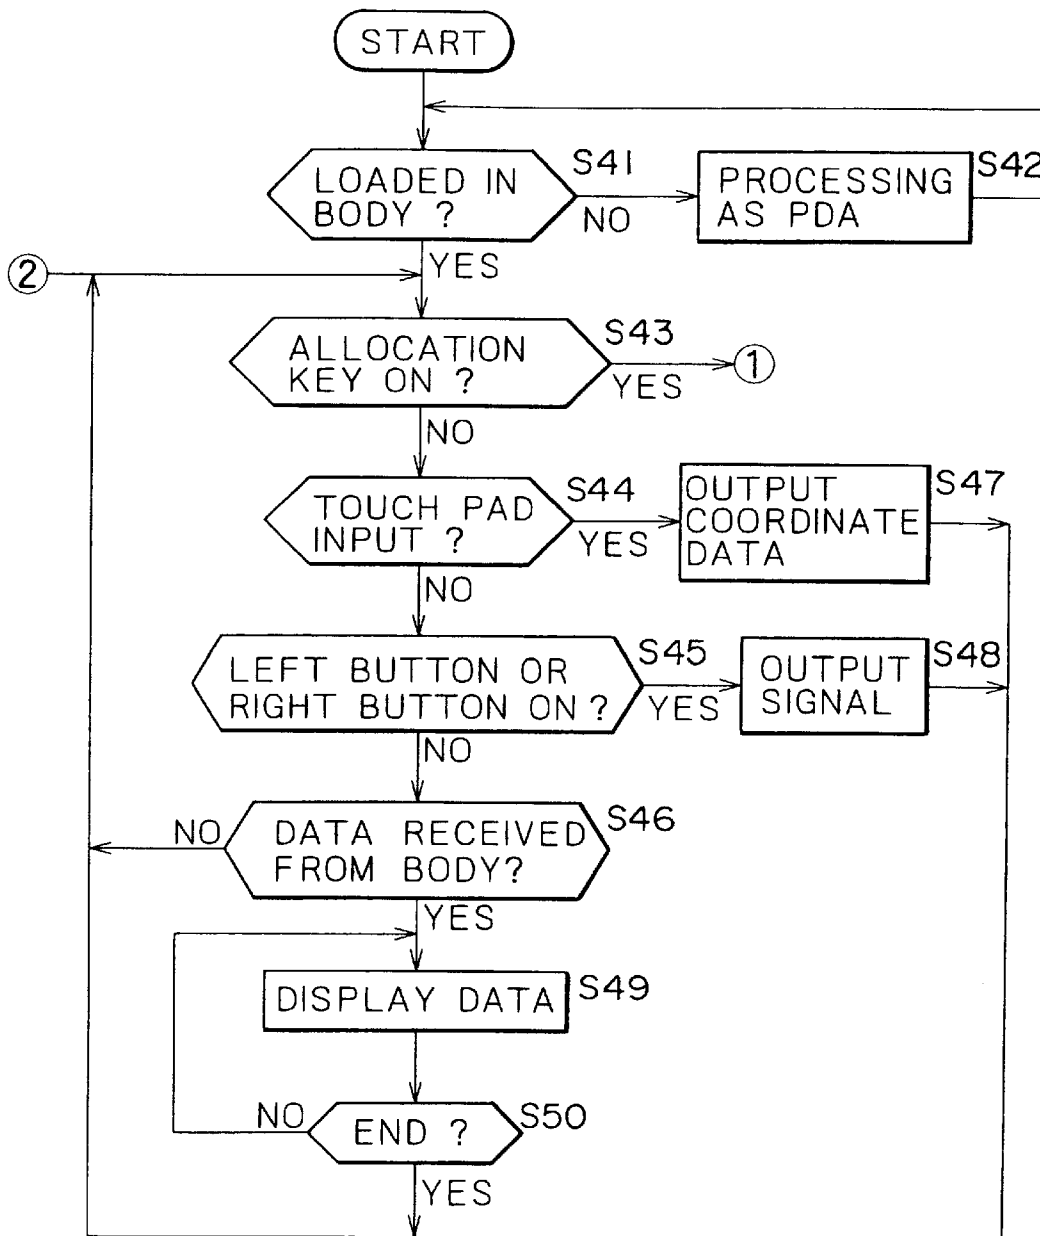 START
LOADED IN
BODY ?
S41
NO
PROCESSING
AS PDA
S42
YES
②
ALLOCATION
KEY ON ?
S43
YES
①
NO
TOUCH PAD
INPUT ?
S44
YES
OUTPUT
COORDINATE
DATA
S47
NO
LEFT BUTTON OR
RIGHT BUTTON ON ?
S45
YES
OUTPUT
SIGNAL
S48
NO
DATA RECEIVED
FROM BODY?
S46
NO
YES
DISPLAY DATA
S49
END ?
S50
NO
YES